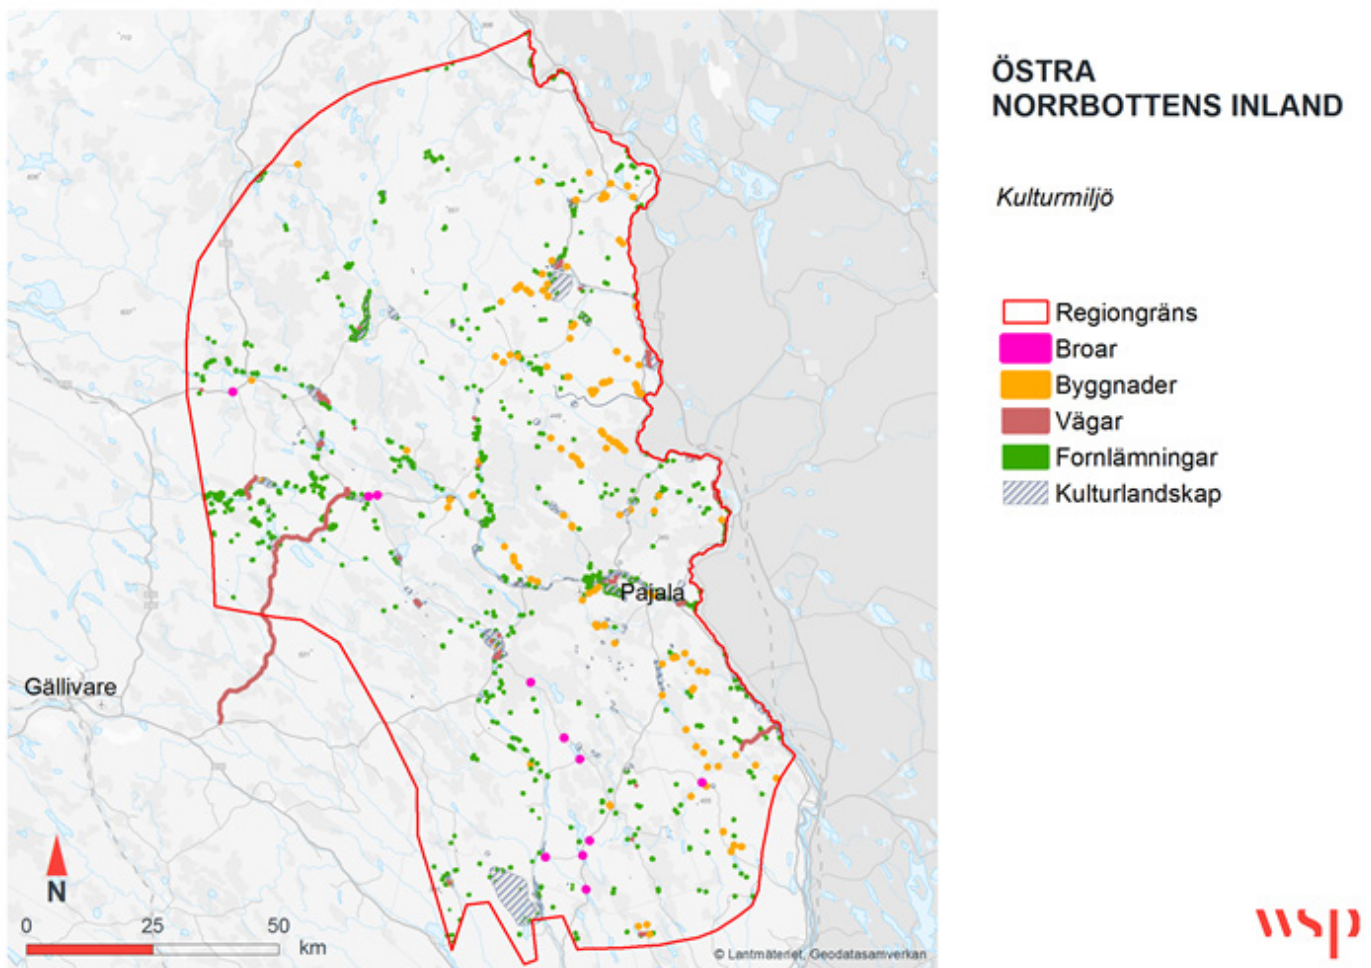 ÖSTRA
NORRBOTTENS INLAND
Kulturmiljö
Regiongräns
Broar
Byggnader
Vägar
Fornlämningar
Kulturlandskap
Pajala
Gällivare
N
0 25 50
km
© Lantmäteriet, Geodatasamverkan
wsp